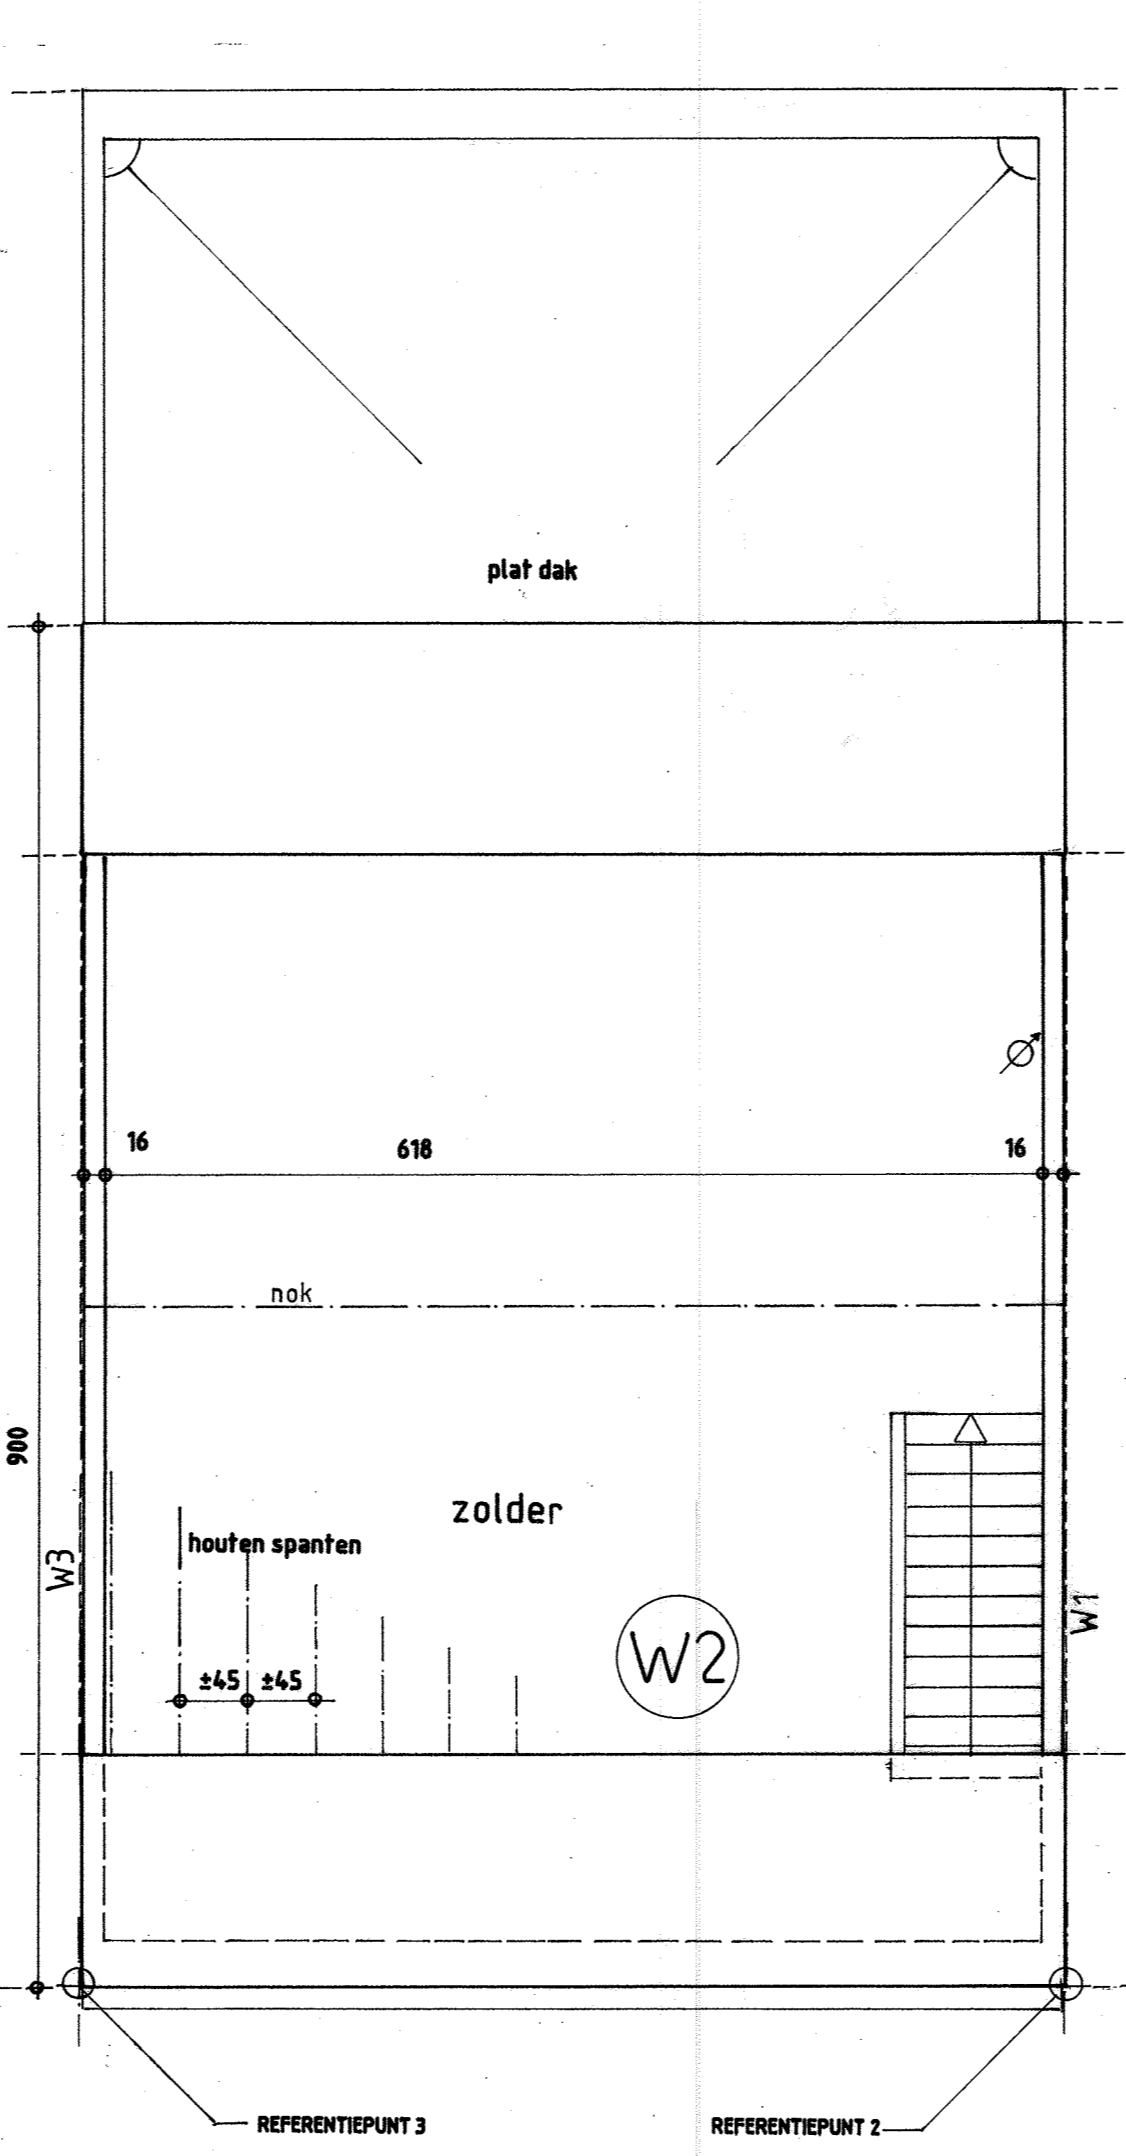 plat dak
16
618
16
nok
900
zolder
houten spanten
W3
W2
W1
±45
±45
REFERENTIEPUNT 3
REFERENTIEPUNT 2